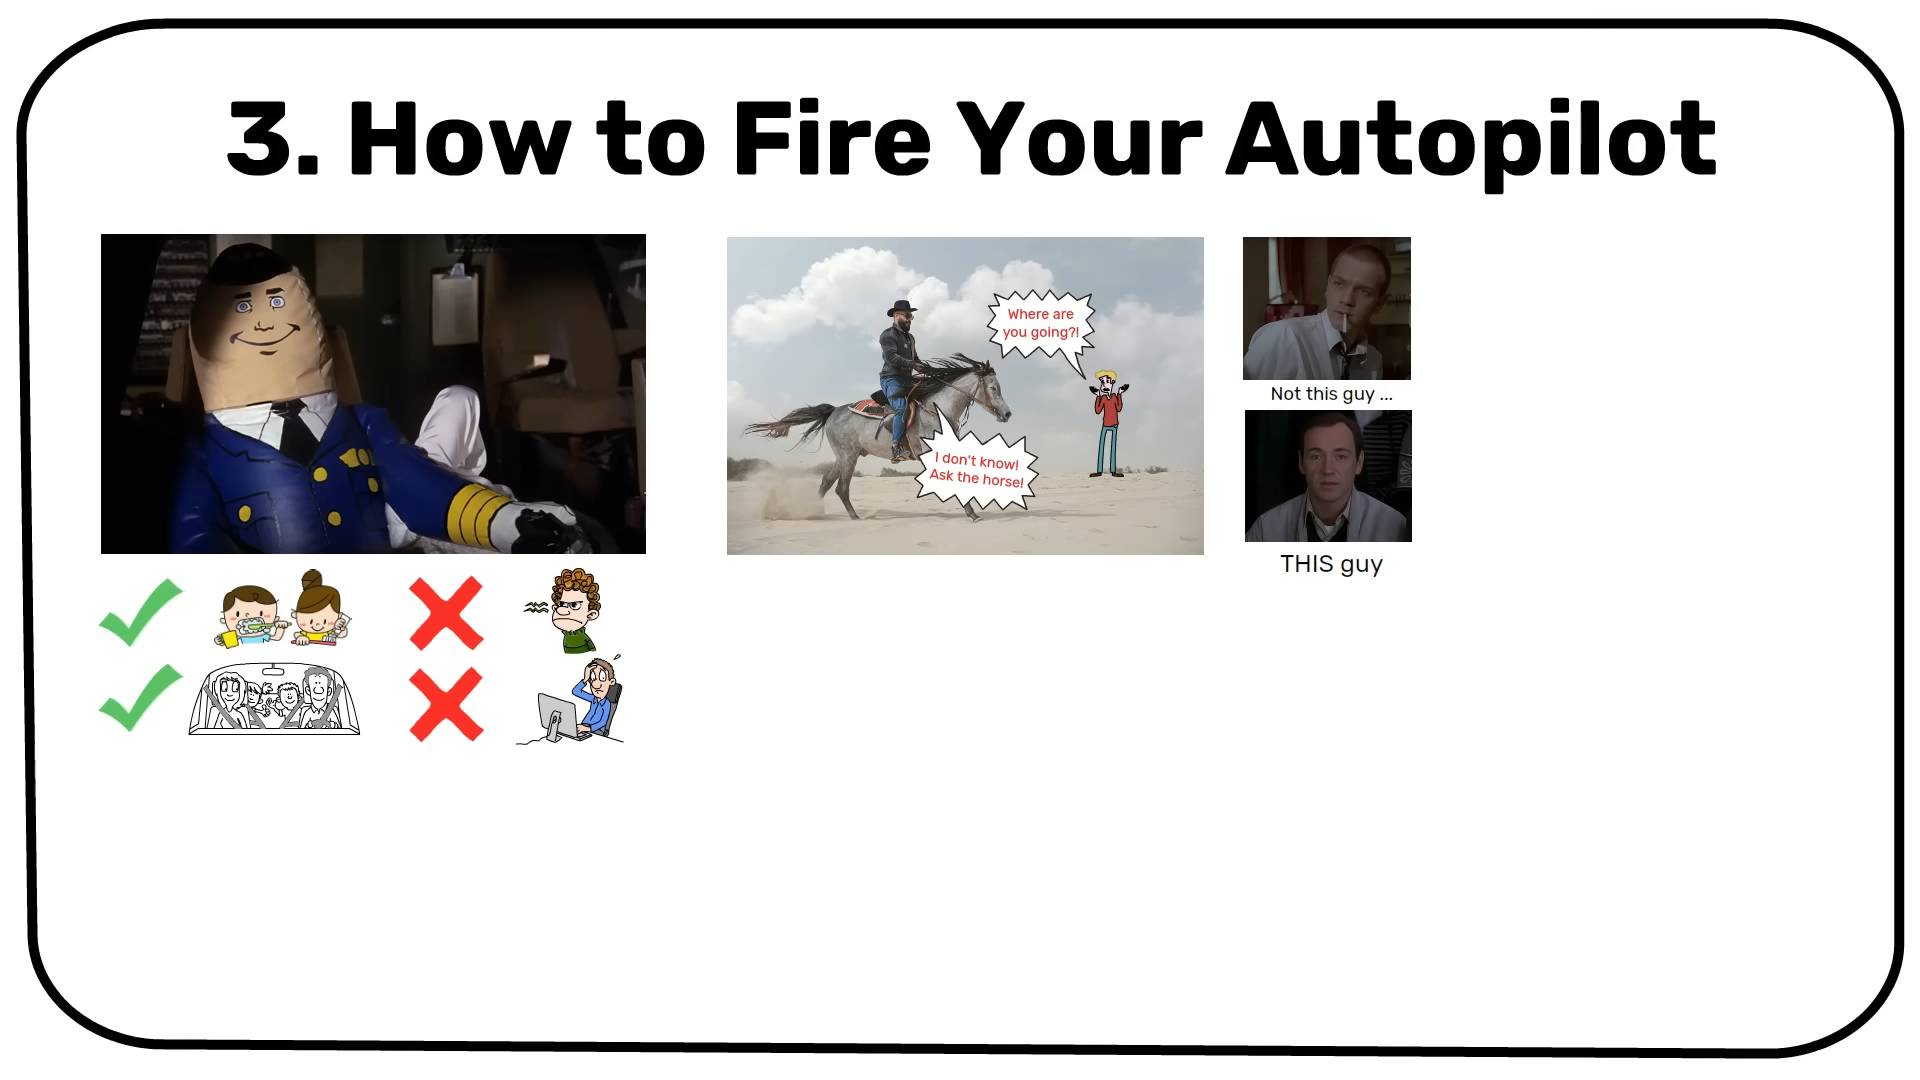 3. How to Fire Your Autopilot
Where are
you going?!
I don't know!
Ask the horse!
Not this guy ...
THIS guy